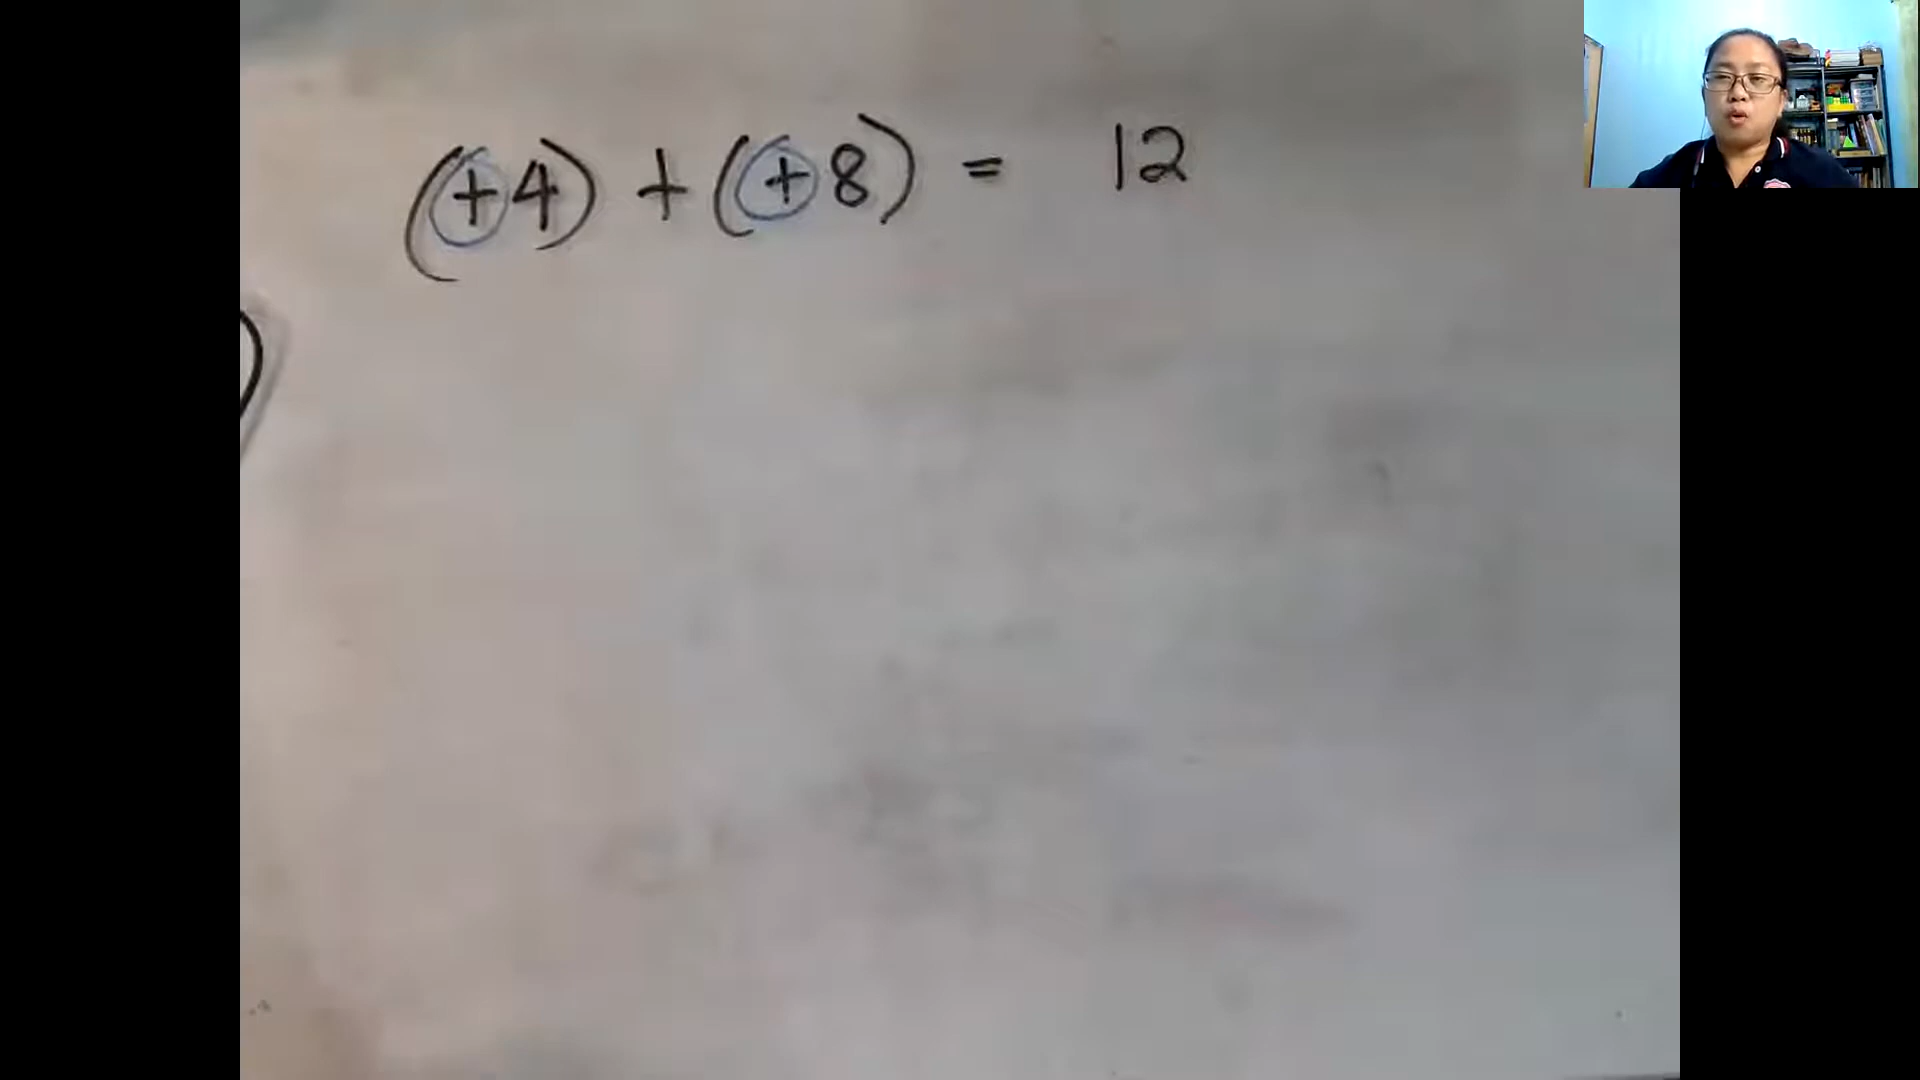 (+4) + (+8) = 12